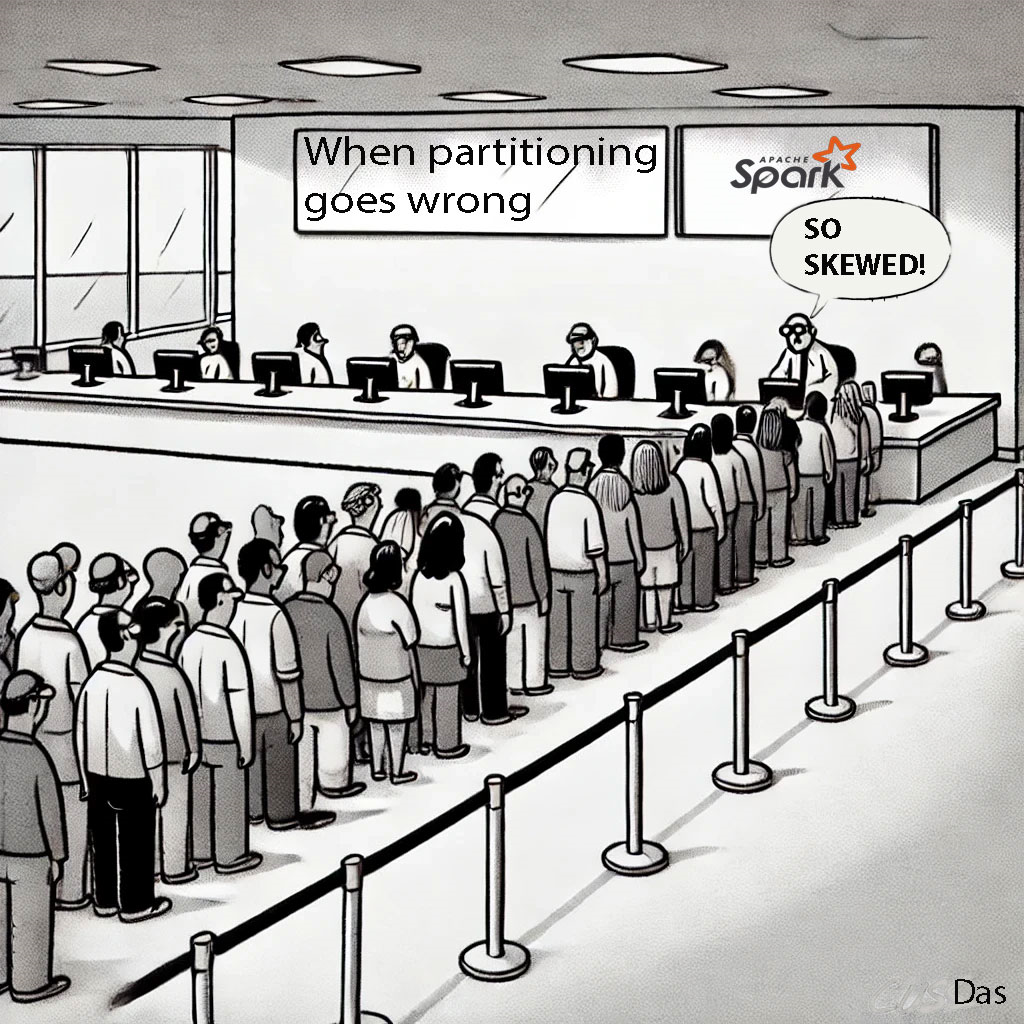 When partitioning
goes wrong
APACHE
Spark
SO
SKEWED!
Das